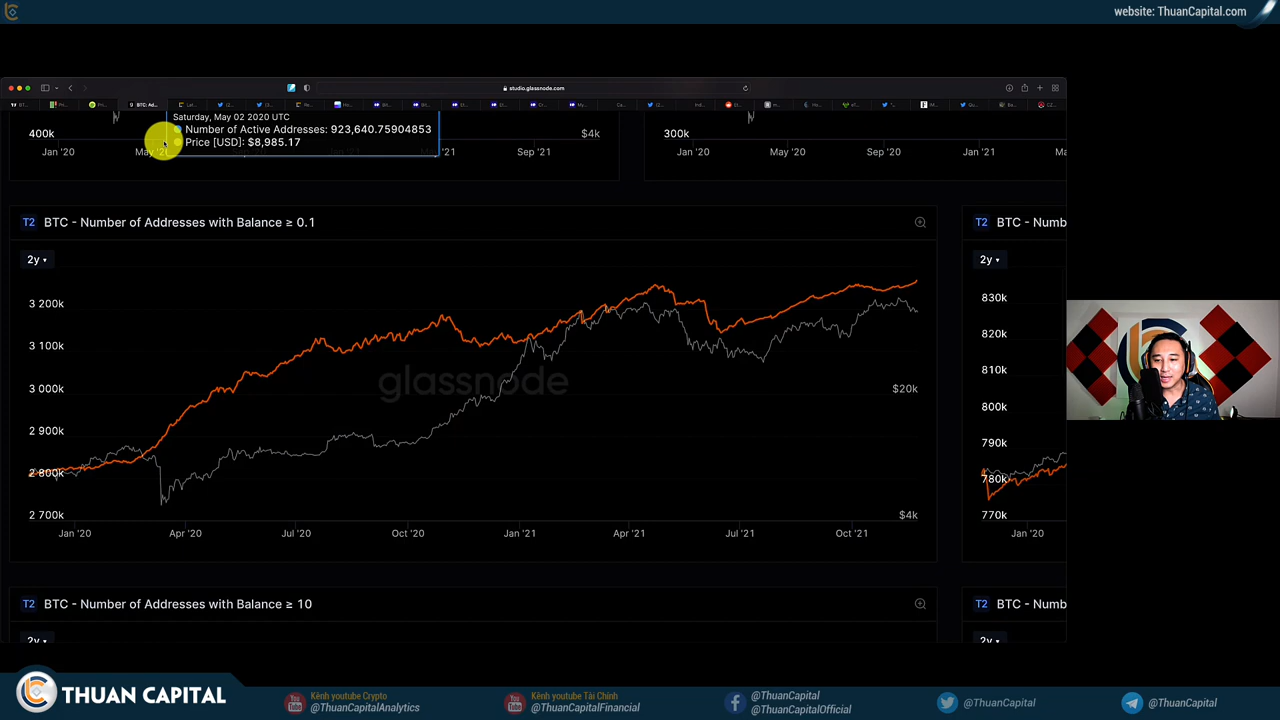 website: ThuanCapital.com
studio.glassnode.com
Saturday, May 02 2020 UTC
Number of Active Addresses: 923,640.75904853
Price [USD]: $8,985.17
400k
$4k
300k
Jan '20
Sep '21
Jan '20
May '20
Sep '20
Jan '21
T2 BTC - Number of Addresses with Balance ≥ 0.1
T2 BTC - Numb
2y
2y
3 200k
3 100k
3 000k
2 900k
2 800k
2 700k
glassnode
$20k
$4k
830k
820k
810k
800k
790k
780k
770k
Jan '20 Apr '20 Jul '20 Oct '20 Jan '21 Apr '21 Jul '21 Oct '21
Jan '20
T2 BTC - Number of Addresses with Balance ≥ 10
T2 BTC - Numb
2y
2y
THUAN CAPITAL
Kênh youtube Crypto
@ThuanCapitalAnalytics
Kênh youtube Tài Chính
@ThuanCapitalFinancial
@ThuanCapital
@ThuanCapitalOfficial
@ThuanCapital
@ThuanCapital